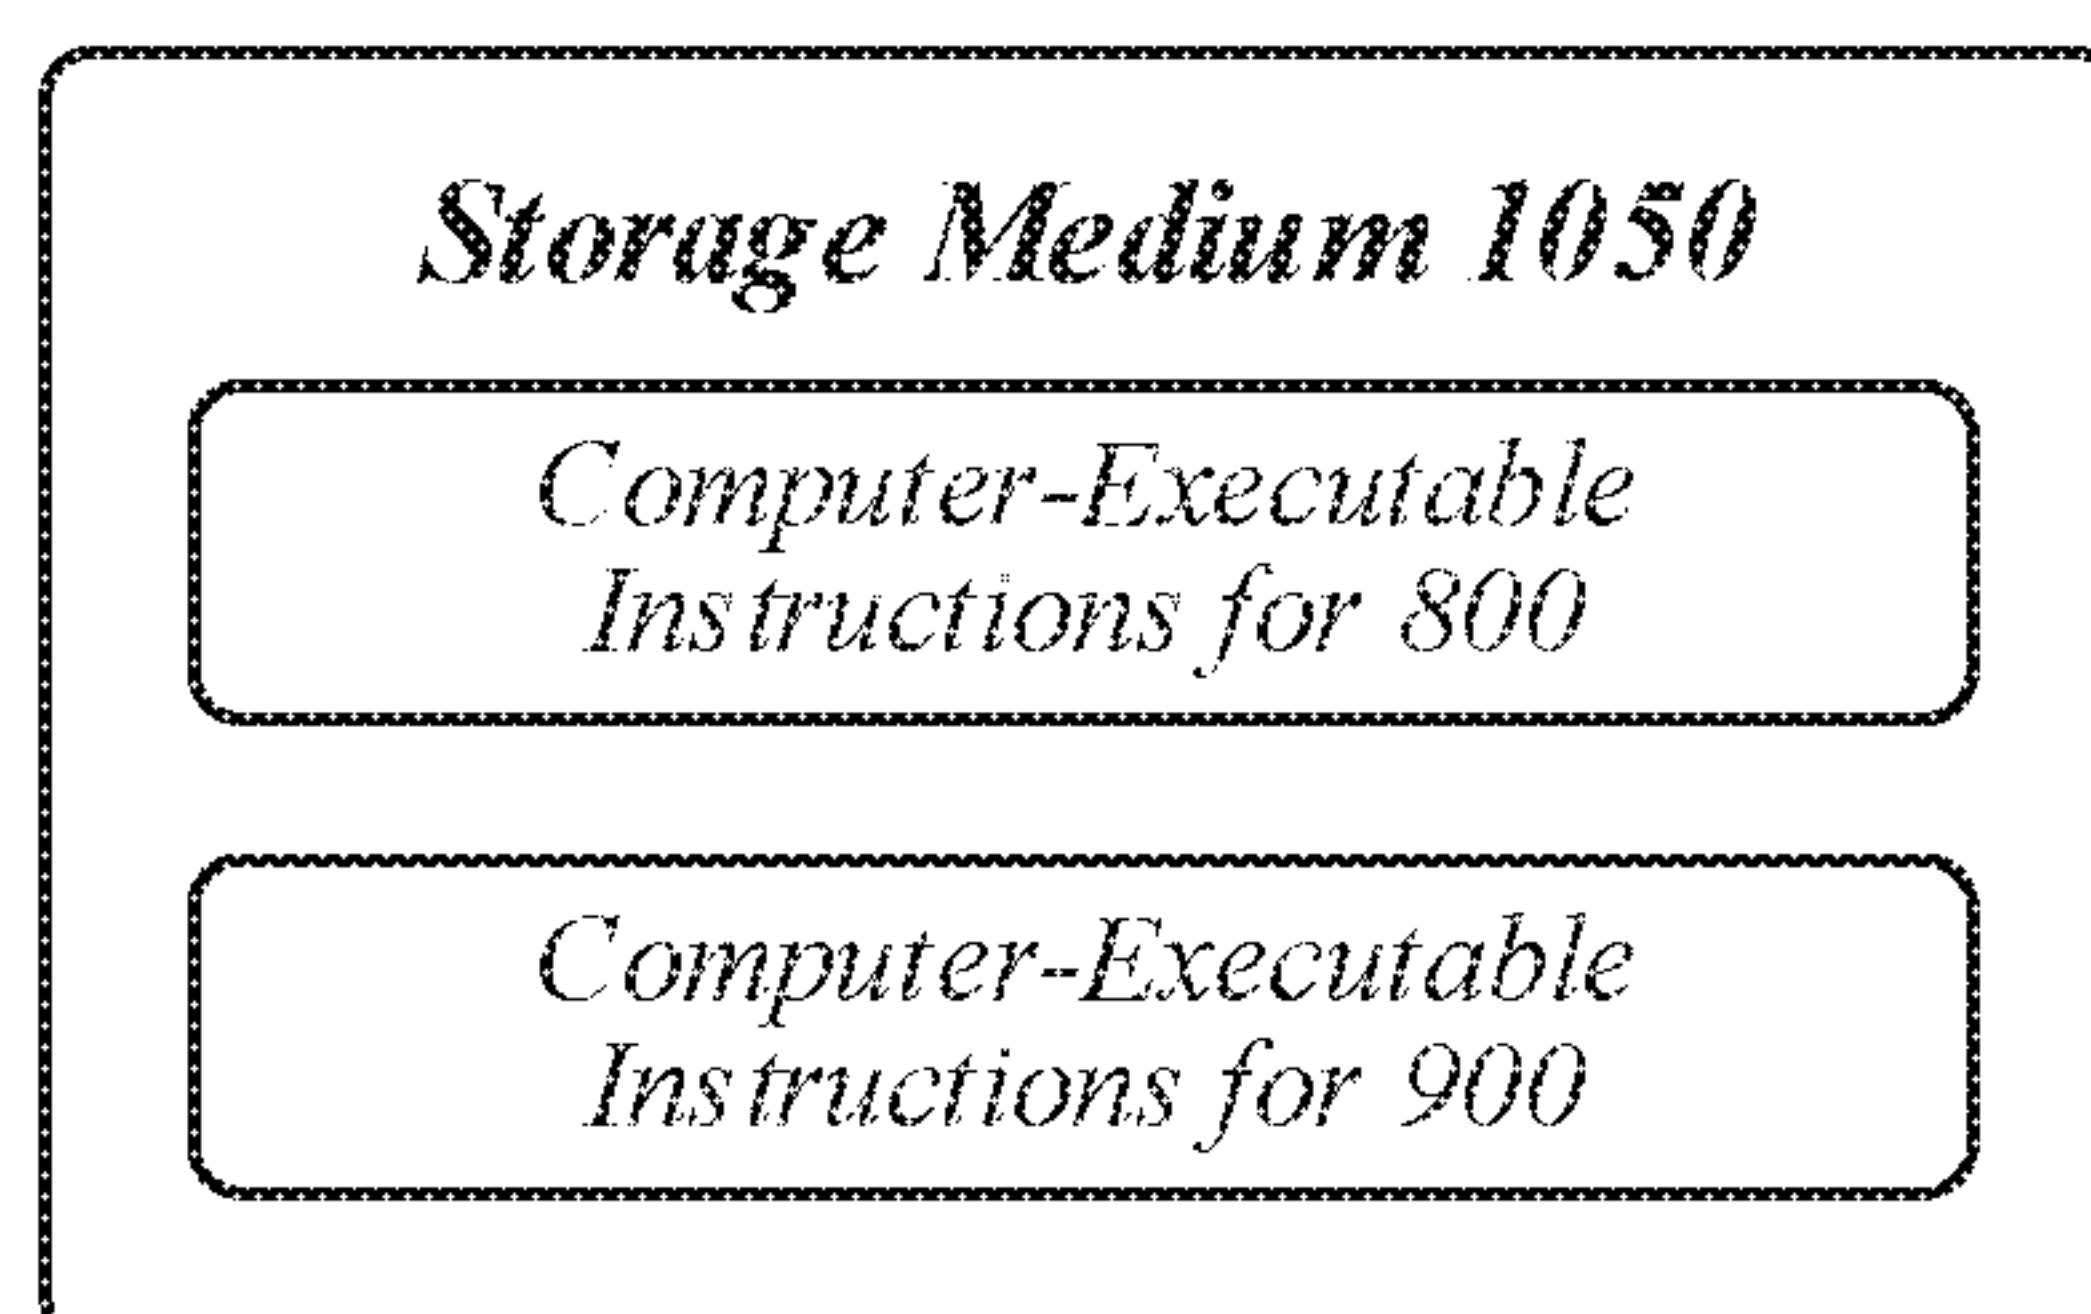 Storage Medium 1050
Computer-Executable
Instructions for 800
Computer-Executable
Instructions for 900